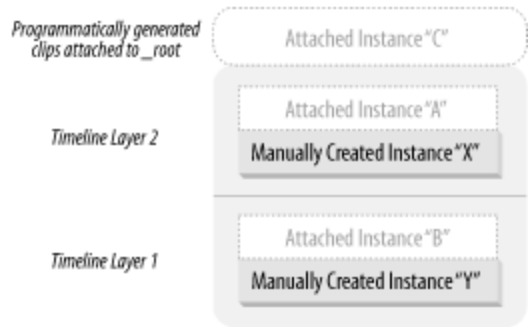 Programmatically generated
clips attached to _root
Attached Instance "C"
Attached Instance "A"
Timeline Layer 2
Manually Created Instance "X"
Attached Instance "B"
Timeline Layer 1
Manually Created Instance "Y"